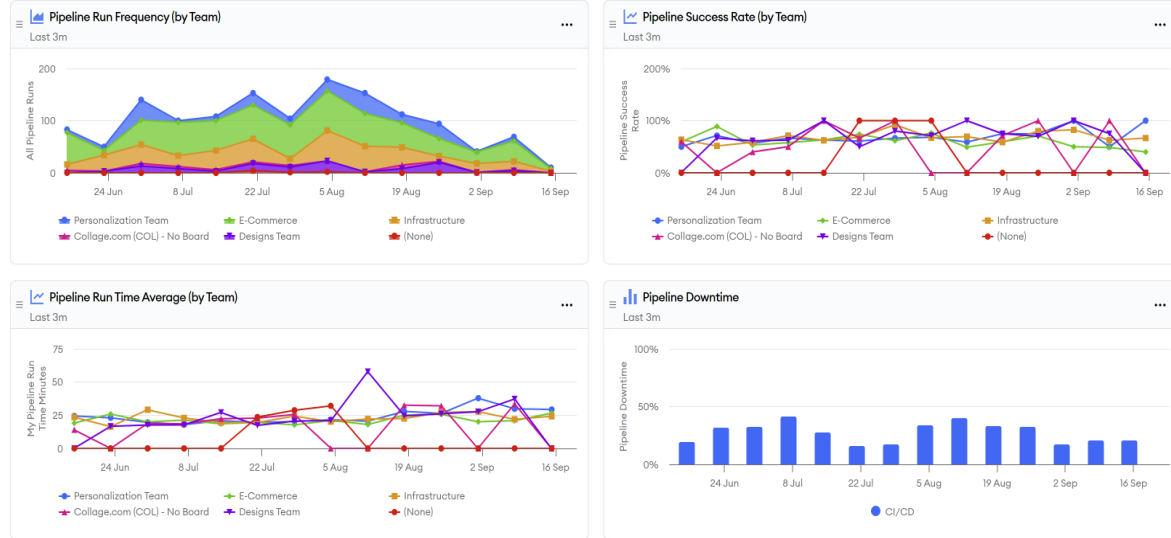 Pipeline Run Frequency (by Team)
Last 3m
200
100
0
All Pipeline Runs
24 Jun 8 Jul 22 Jul 5 Aug 19 Aug 2 Sep 16 Sep
Personalization Team E-Commerce Infrastructure
Collage.com (COL) - No Board Designs Team (None)
Pipeline Success Rate (by Team)
Last 3m
200%
100%
0%
Pipeline Success
Rate
24 Jun 8 Jul 22 Jul 5 Aug 19 Aug 2 Sep 16 Sep
Personalization Team E-Commerce Infrastructure
Collage.com (COL) - No Board Designs Team (None)
Pipeline Run Time Average (by Team)
Last 3m
75
50
25
0
My Pipeline Run
Time Minutes
24 Jun 8 Jul 22 Jul 5 Aug 19 Aug 2 Sep 16 Sep
Personalization Team E-Commerce Infrastructure
Collage.com (COL) - No Board Designs Team (None)
Pipeline Downtime
Last 3m
100%
50%
0%
Pipeline Downtime
24 Jun 8 Jul 22 Jul 5 Aug 19 Aug 2 Sep 16 Sep
CI/CD